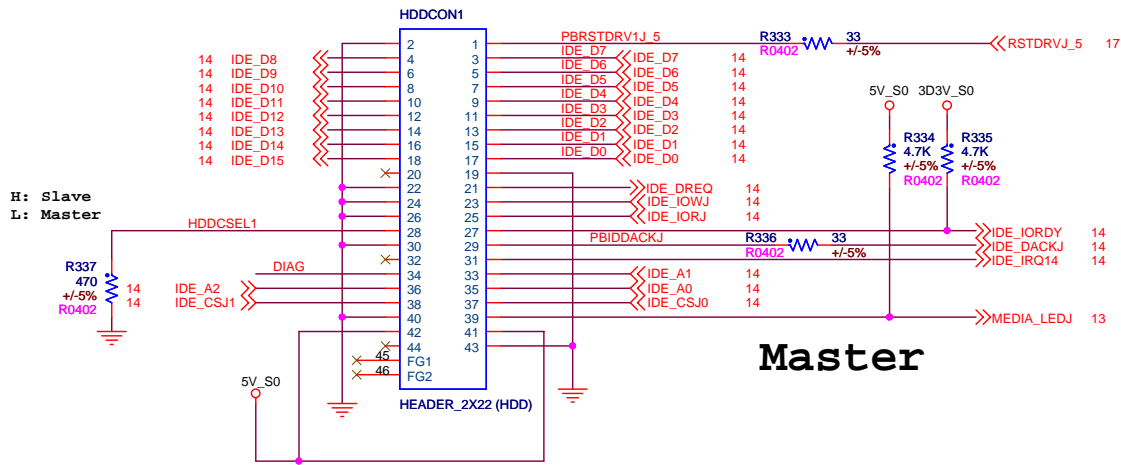 HDDCON1
2 1 PBRSTDRV1J_5 R333 33 RSTDRVJ_5 17
R0402 +/-5%
14 IDE_D8 4 3 IDE_D7 IDE_D7 14
14 IDE_D9 6 5 IDE_D6 IDE_D6 14
14 IDE_D10 8 7 IDE_D5 IDE_D5 14
14 IDE_D11 10 9 IDE_D4 IDE_D4 14
14 IDE_D12 12 11 IDE_D3 IDE_D3 14
14 IDE_D13 14 13 IDE_D2 IDE_D2 14
14 IDE_D14 16 15 IDE_D1 IDE_D1 14
14 IDE_D15 18 17 IDE_D0 IDE_D0 14
5V_S0 3D3V_S0
R334 R335
4.7K 4.7K
+/-5% +/-5%
R0402 R0402
20 19
22 21 IDE_DREQ 14
24 23 IDE_IOWJ 14
26 25 IDE_IORJ 14
H: Slave
L: Master
HDDCSEL1 28 27 IDE_IORDY 14
30 29 PBIDDACKJ R336 33 IDE_DACKJ 14
R0402 +/-5%
32 31 IDE_IRQ14 14
DIAG 34 33 IDE_A1 14
R337
470
+/-5%
R0402
14 IDE_A2 36 35 IDE_A0 14
14 IDE_CSJ1 38 37 IDE_CSJ0 14
40 39 MEDIA_LEDJ 13
42 41
44 43
45 FG1
46 FG2
Master
5V_S0
HEADER_2X22 (HDD)